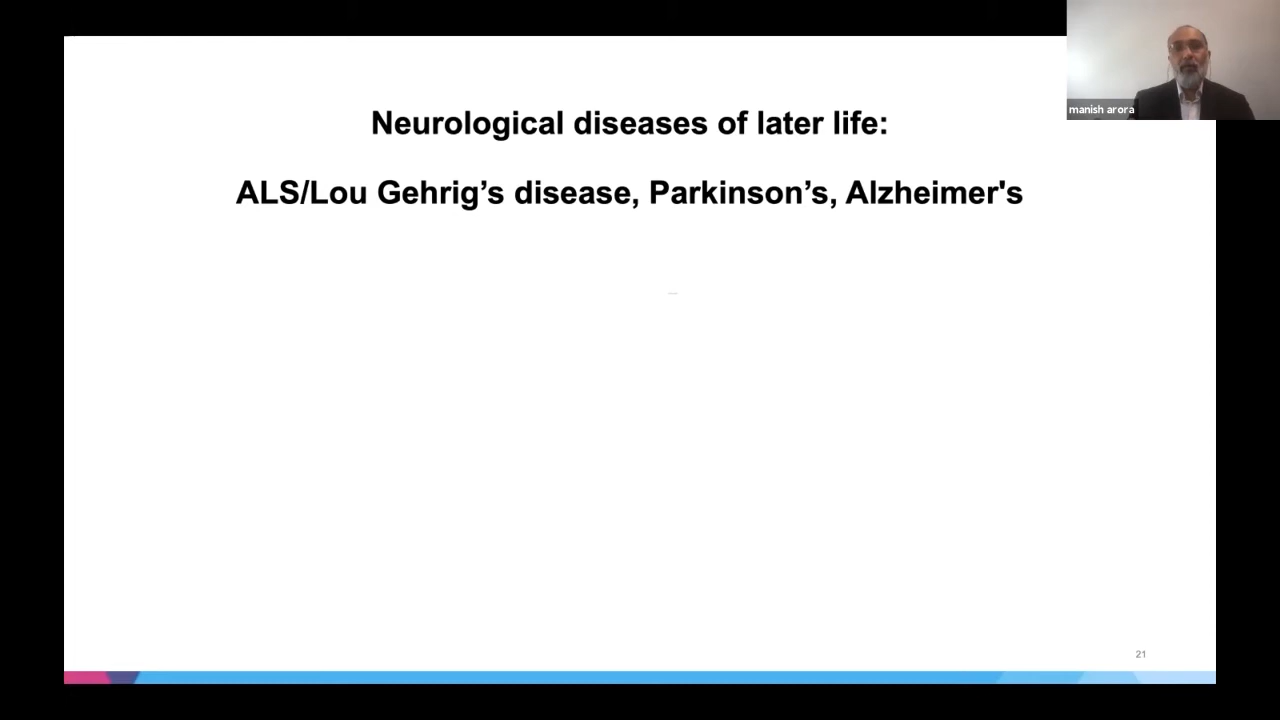 manish arora
Neurological diseases of later life:
ALS/Lou Gehrig’s disease, Parkinson’s, Alzheimer's
21